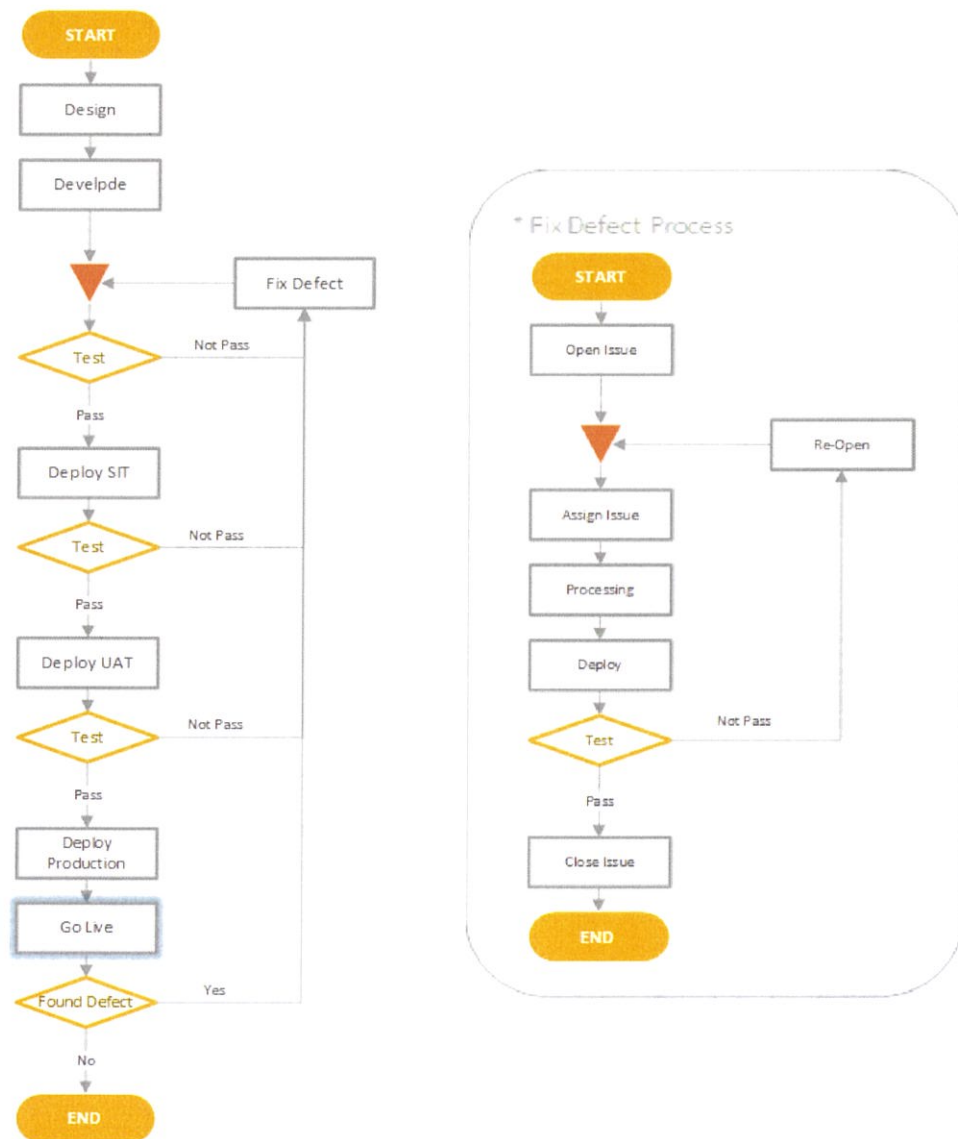 START
Design
Develpde
Fix Defect
Test
Not Pass
Pass
Deploy SIT
Test
Not Pass
Pass
Deploy UAT
Test
Not Pass
Pass
Deploy
Production
Go Live
Found Defect
Yes
No
END
* Fix Defect Process
START
Open Issue
Re-Open
Assign Issue
Processing
Deploy
Test
Not Pass
Pass
Close Issue
END